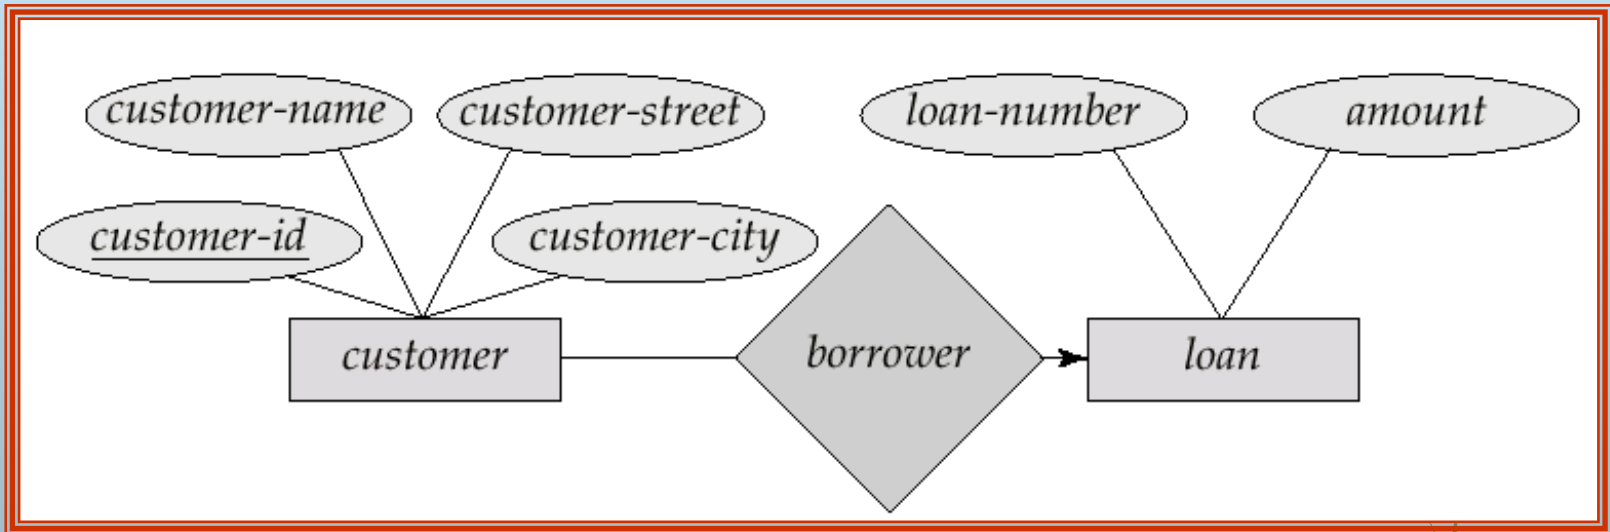 customer-name
customer-street
loan-number
amount
customer-id
customer-city
customer
borrower
loan